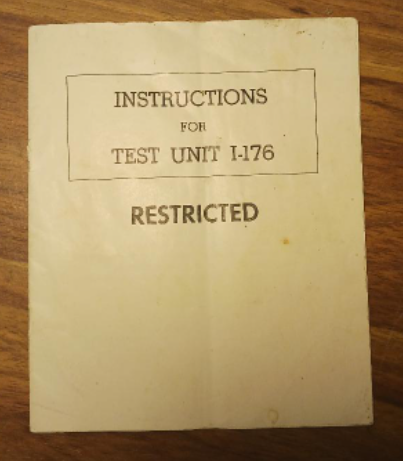 INSTRUCTIONS
FOR
TEST UNIT I-176
RESTRICTED